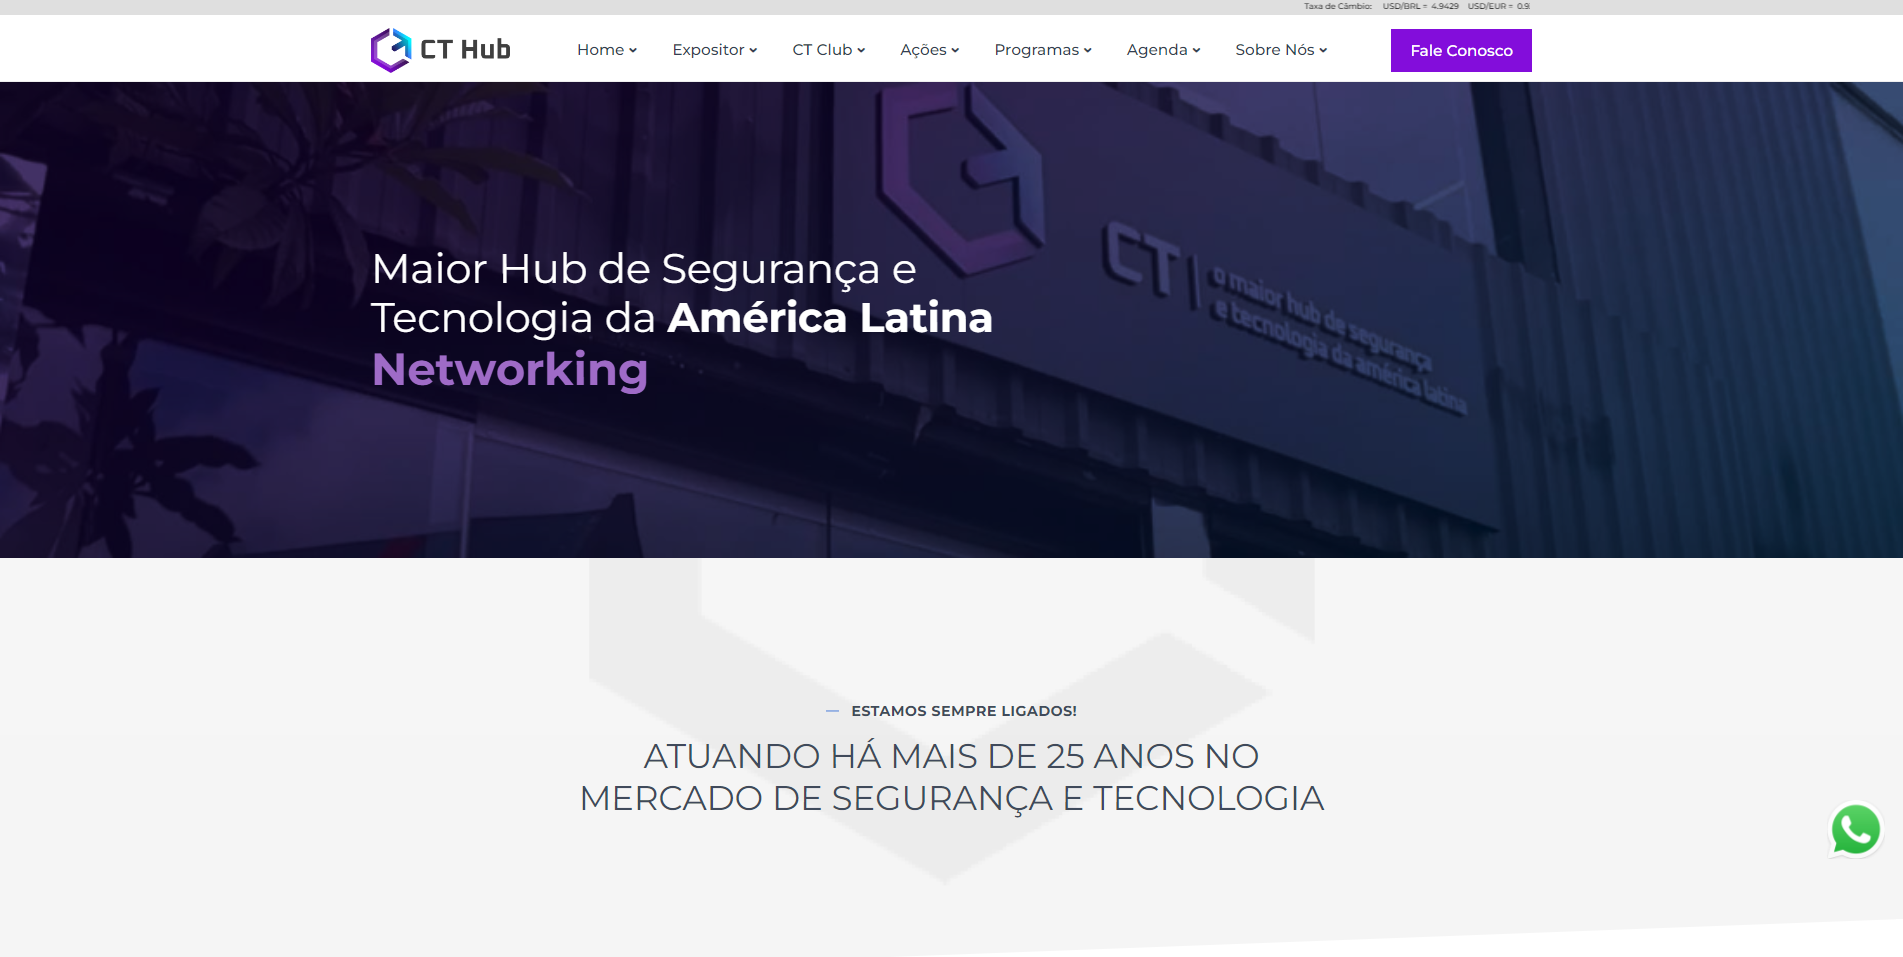 Taxa de Câmbio: USD/BRL = 4.9429 USD/EUR = 0.9
CT Hub
Home
Expositor
CT Club
Ações
Programas
Agenda
Sobre Nós
Fale Conosco
Maior Hub de Segurança e
Tecnologia da América Latina
Networking
CT
o maior hub de segurança
e tecnologia da américa latina
ESTAMOS SEMPRE LIGADOS!
ATUANDO HÁ MAIS DE 25 ANOS NO
MERCADO DE SEGURANÇA E TECNOLOGIA